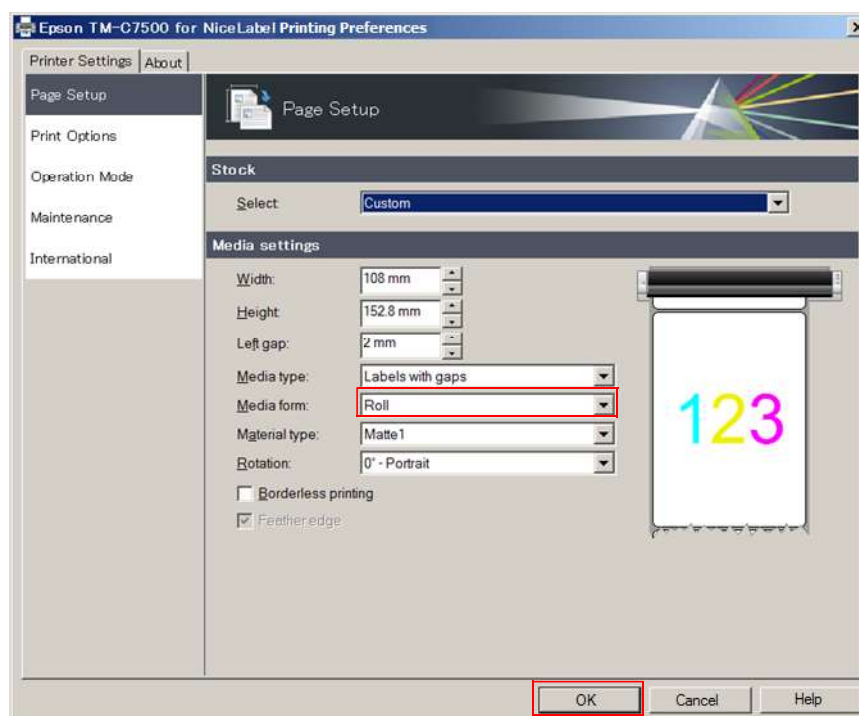 Epson TM-C7500 for NiceLabel Printing Preferences
Printer Settings About
Page Setup
Print Options
Operation Mode
Maintenance
International
Page Setup
Stock
Select: Custom
Media settings
Width: 108 mm
Height: 152.8 mm
Left gap: 2 mm
Media type: Labels with gaps
Media form: Roll
Material type: Matte1
Rotation: 0° - Portrait
Borderless printing
Feather edge
123
OK Cancel Help